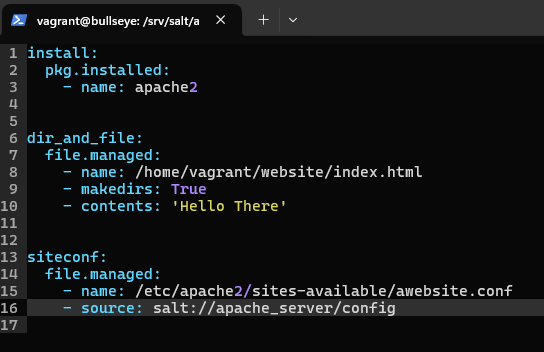 vagrant@bullseye: /srv/salt/a
1 install:
2   pkg.installed:
3     - name: apache2
4
5
6 dir_and_file:
7   file.managed:
8     - name: /home/vagrant/website/index.html
9     - makedirs: True
10     - contents: 'Hello There'
11
12
13 siteconf:
14   file.managed:
15     - name: /etc/apache2/sites-available/awebsite.conf
16     - source: salt://apache_server/config
17